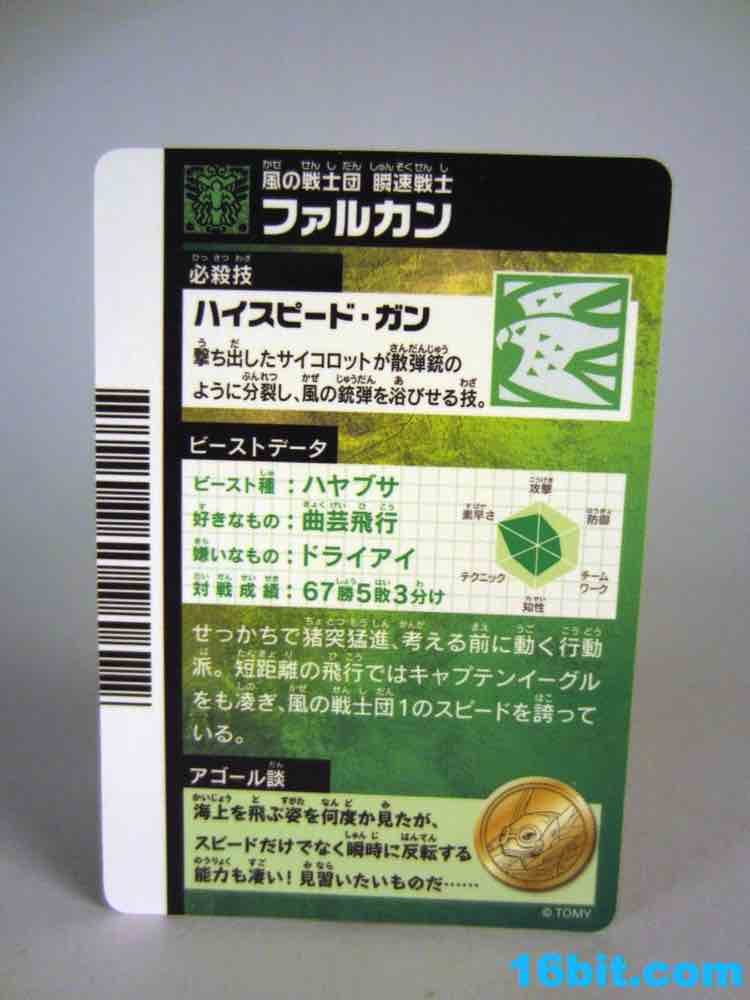 風の戦士団 瞬速戦士
ファルカン
必殺技
ハイスピード・ガン
撃ち出したサイコロットが散弾銃の
ように分裂し、風の銃弾を浴びせる技。
ビーストデータ
ビースト種：ハヤブサ
好きなもの：曲芸飛行
嫌いなもの：ドライアイ
対戦成績：67勝5敗3分け
攻撃
防御
チーム
ワーク
知性
テクニック
素早さ
せっかちで猪突猛進、考える前に動く行動
派。短距離の飛行ではキャプテンイーグル
をも凌ぎ、風の戦士団1のスピードを誇って
いる。
アゴール談
海上を飛ぶ姿を何度か見たが、
スピードだけでなく瞬時に反転する
能力も凄い！見習いたいものだ……
© TOMY
16bit.com